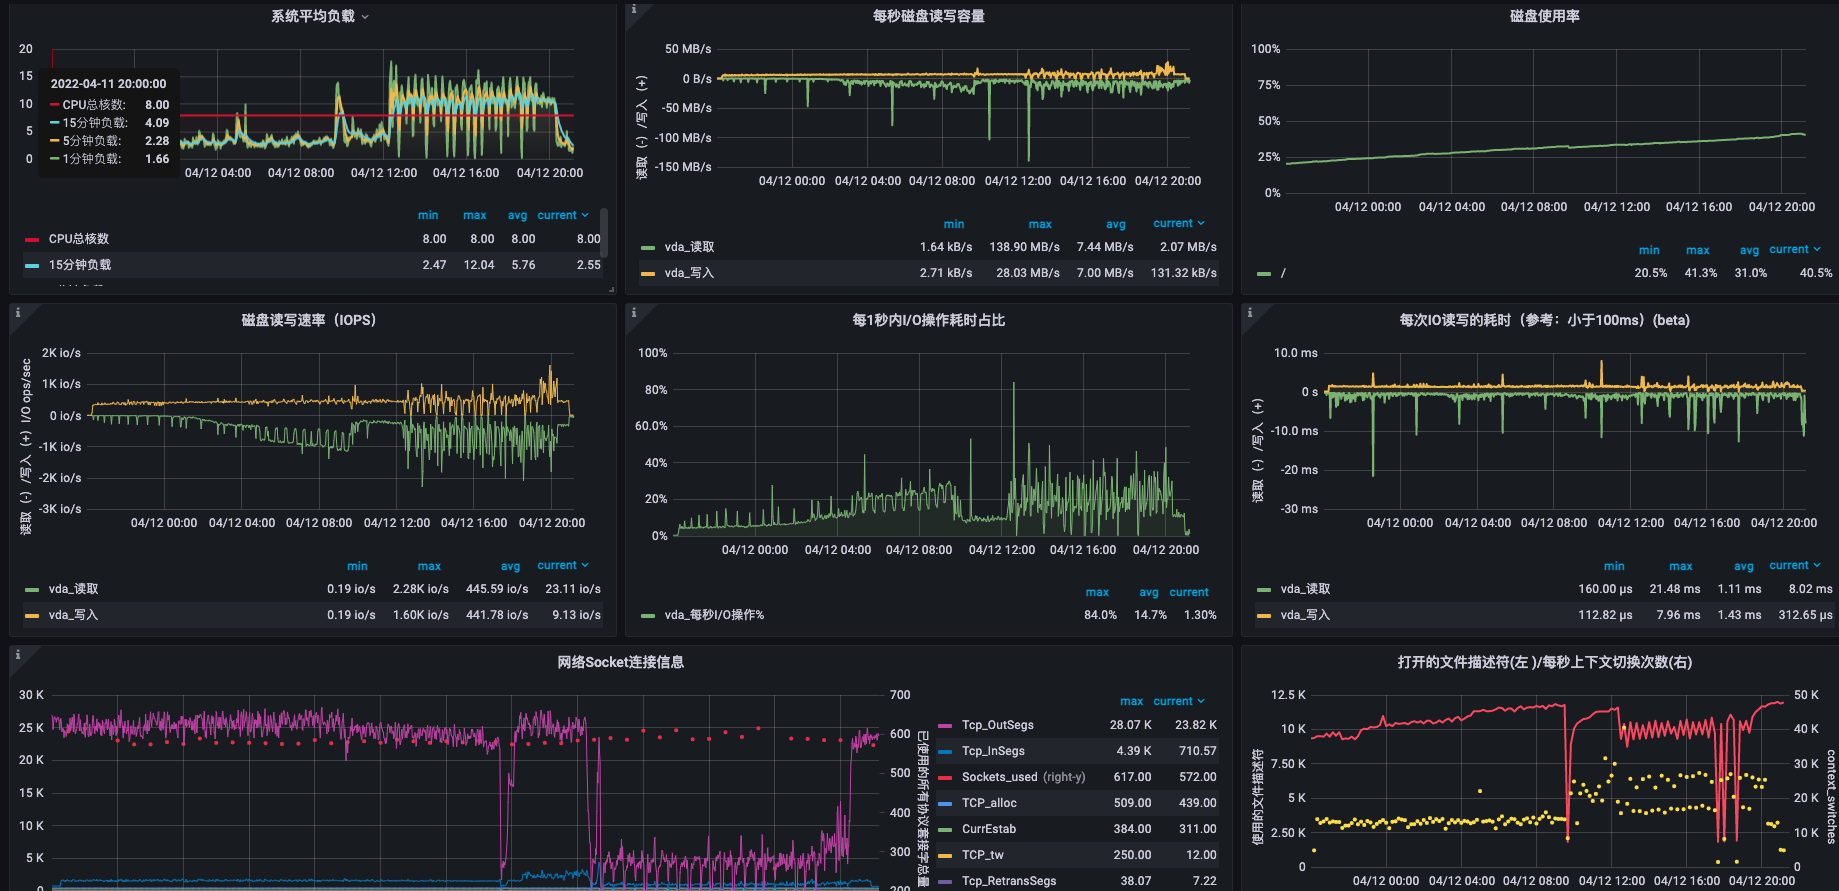 系统平均负载
20
15
10
5
0
2022-04-11 20:00:00
CPU总核数: 8.00
15分钟负载: 4.09
5分钟负载: 2.28
1分钟负载: 1.66
04/12 04:00 04/12 08:00 04/12 12:00 04/12 16:00 04/12 20:00
min max avg current
CPU总核数 8.00 8.00 8.00 8.00
15分钟负载 2.47 12.04 5.76 2.55
i
每秒磁盘读写容量
读取（-）/写入（+）
50 MB/s
0 B/s
-50 MB/s
-100 MB/s
-150 MB/s
04/12 00:00 04/12 04:00 04/12 08:00 04/12 12:00 04/12 16:00 04/12 20:00
min max avg current
vda_读取 1.64 kB/s 138.90 MB/s 7.44 MB/s 2.07 MB/s
vda_写入 2.71 kB/s 28.03 MB/s 7.00 MB/s 131.32 kB/s
磁盘使用率
100%
75%
50%
25%
0%
04/12 00:00 04/12 04:00 04/12 08:00 04/12 12:00 04/12 16:00 04/12 20:00
min max avg current
/ 20.5% 41.3% 31.0% 40.5%
i
磁盘读写速率（IOPS）
读取（-）/写入（+）I/O ops/sec
2K io/s
1K io/s
0 io/s
-1K io/s
-2K io/s
-3K io/s
04/12 00:00 04/12 04:00 04/12 08:00 04/12 12:00 04/12 16:00 04/12 20:00
min max avg current
vda_读取 0.19 io/s 2.28K io/s 445.59 io/s 23.11 io/s
vda_写入 0.19 io/s 1.60K io/s 441.78 io/s 9.13 io/s
i
每1秒内I/O操作耗时占比
100%
80%
60.0%
40%
20%
0%
04/12 00:00 04/12 04:00 04/12 08:00 04/12 12:00 04/12 16:00 04/12 20:00
max avg current
vda_每秒I/O操作% 84.0% 14.7% 1.30%
i
每次IO读写的耗时（参考：小于100ms）(beta)
读取（-）/写入（+）
10.0 ms
0 s
-10.0 ms
-20 ms
-30 ms
04/12 00:00 04/12 04:00 04/12 08:00 04/12 12:00 04/12 16:00 04/12 20:00
min max avg current
vda_读取 160.00 µs 21.48 ms 1.11 ms 8.02 ms
vda_写入 112.82 µs 7.96 ms 1.43 ms 312.65 µs
i
网络Socket连接信息
30 K
25 K
20 K
15 K
10 K
5 K
0
700
600
500
400
300
200
已使用的所有协议套接字总量
max current
Tcp_OutSegs 28.07 K 23.82 K
Tcp_InSegs 4.39 K 710.57
Sockets_used (right-y) 617.00 572.00
TCP_alloc 509.00 439.00
CurrEstab 384.00 311.00
TCP_tw 250.00 12.00
Tcp_RetransSegs 38.07 7.22
打开的文件描述符(左 )/每秒上下文切换次数(右)
使用的文件描述符
12.5 K
10 K
7.50 K
5 K
2.50 K
0
50 K
40 K
30 K
20 K
10 K
0
context_switches
04/12 00:00 04/12 04:00 04/12 08:00 04/12 12:00 04/12 16:00 04/12 20:00